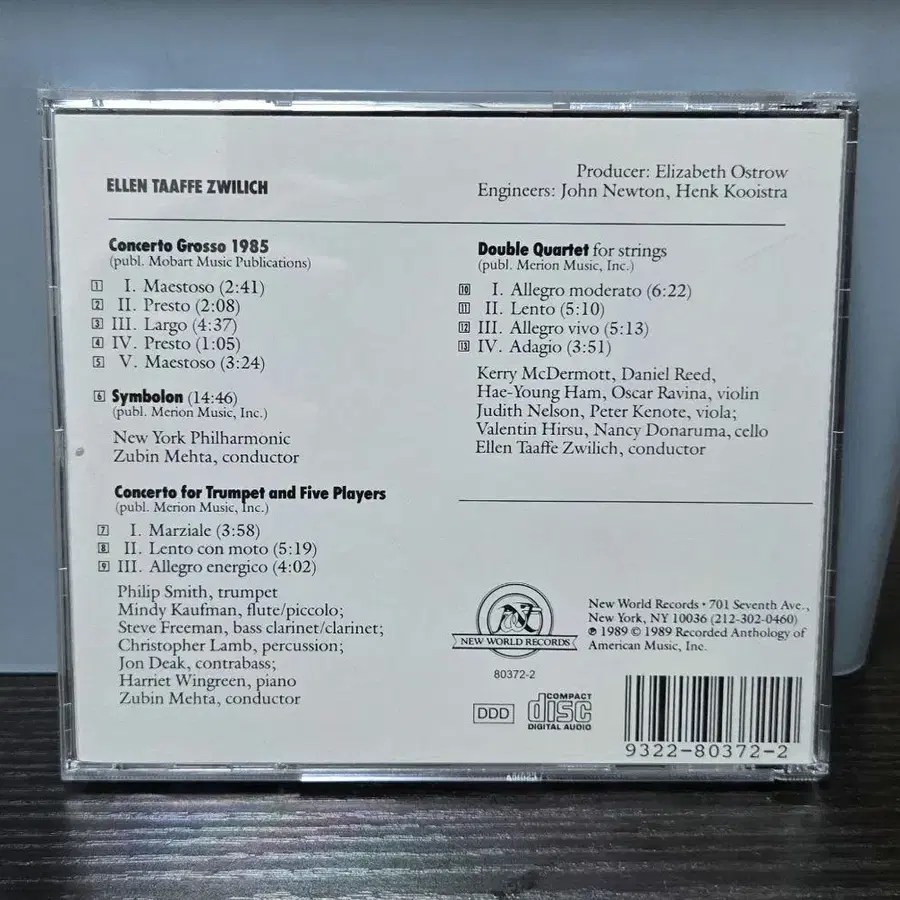 ELLEN TAAFFE ZWILICH
Producer: Elizabeth Ostrow
Engineers: John Newton, Henk Kooistra
Concerto Grosso 1985
(publ. Mobart Music Publications)
1 I. Maestoso (2:41)
2 II. Presto (2:08)
3 III. Largo (4:37)
4 IV. Presto (1:05)
5 V. Maestoso (3:24)
6 Symbolon (14:46)
(publ. Merion Music, Inc.)
New York Philharmonic
Zubin Mehta, conductor
Concerto for Trumpet and Five Players
(publ. Merion Music, Inc.)
7 I. Marziale (3:58)
8 II. Lento con moto (5:19)
9 III. Allegro energico (4:02)
Philip Smith, trumpet
Mindy Kaufman, flute/piccolo;
Steve Freeman, bass clarinet/clarinet;
Christopher Lamb, percussion;
Jon Deak, contrabass;
Harriet Wingreen, piano
Zubin Mehta, conductor
Double Quartet for strings
(publ. Merion Music, Inc.)
10 I. Allegro moderato (6:22)
11 II. Lento (5:10)
12 III. Allegro vivo (5:13)
13 IV. Adagio (3:51)
Kerry McDermott, Daniel Reed,
Hae-Young Ham, Oscar Ravina, violin
Judith Nelson, Peter Kenote, viola;
Valentin Hirsu, Nancy Donaruma, cello
Ellen Taaffe Zwilich, conductor
NEW WORLD RECORDS
80372-2
New World Records • 701 Seventh Ave.,
New York, NY 10036 (212-302-0460)
℗ 1989 © 1989 Recorded Anthology of
American Music, Inc.
DDD
COMPACT
disc
DIGITAL AUDIO
9322-80372-2